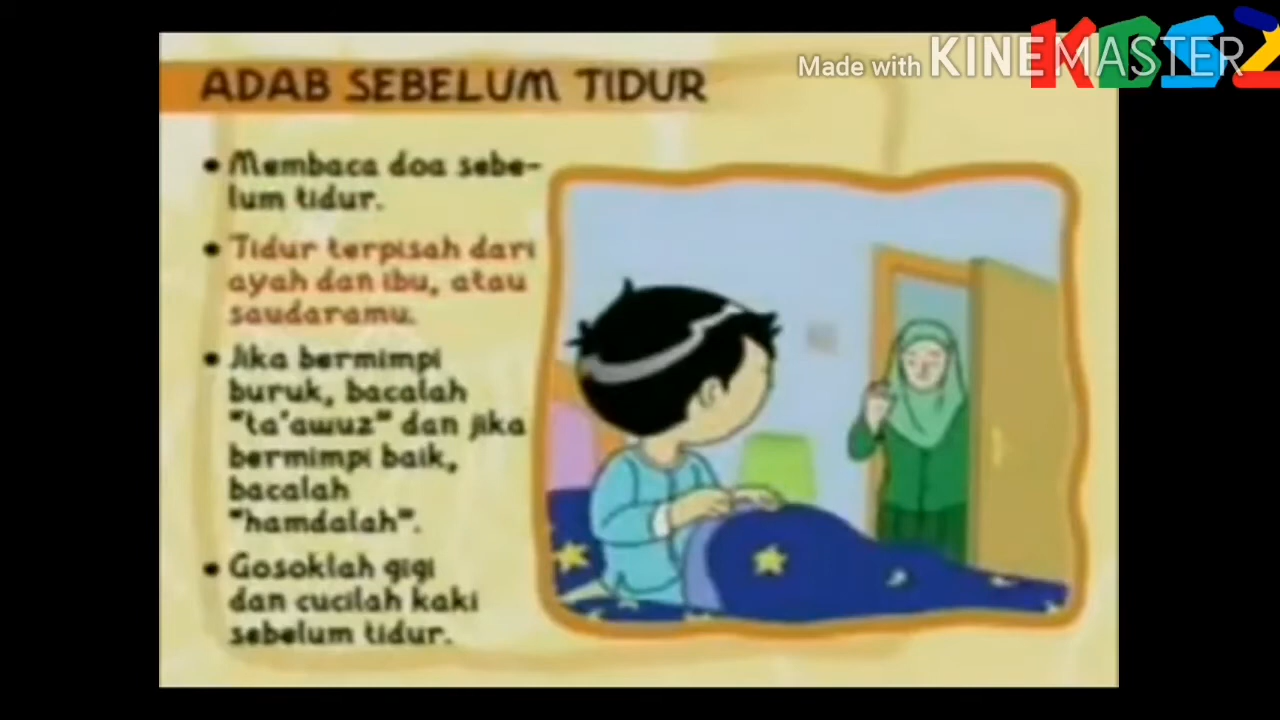 Made with KINEMASTER
KBSZ
ADAB SEBELUM TIDUR
• Membaca doa sebe-
lum tidur.
• Tidur terpisah dari
ayah dan ibu, atau
saudaramu.
• Jika bermimpi
buruk, bacalah
"ta'awuz" dan jika
bermimpi baik,
bacalah
"hamdalah".
• Gosoklah gigi
dan cucilah kaki
sebelum tidur.